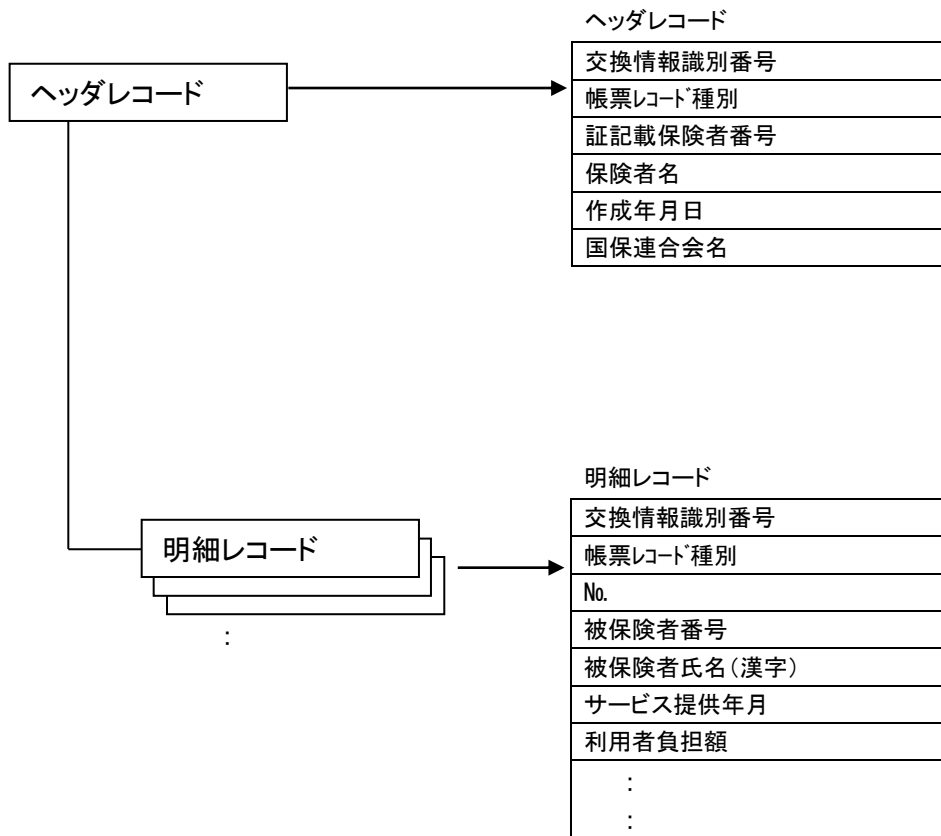 ヘッダレコード
ヘッダレコード
交換情報識別番号
帳票ﾚｺｰﾄﾞ種別
証記載保険者番号
保険者名
作成年月日
国保連合会名
明細レコード
:
明細レコード
交換情報識別番号
帳票ﾚｺｰﾄﾞ種別
№
被保険者番号
被保険者氏名(漢字)
サービス提供年月
利用者負担額
:
: